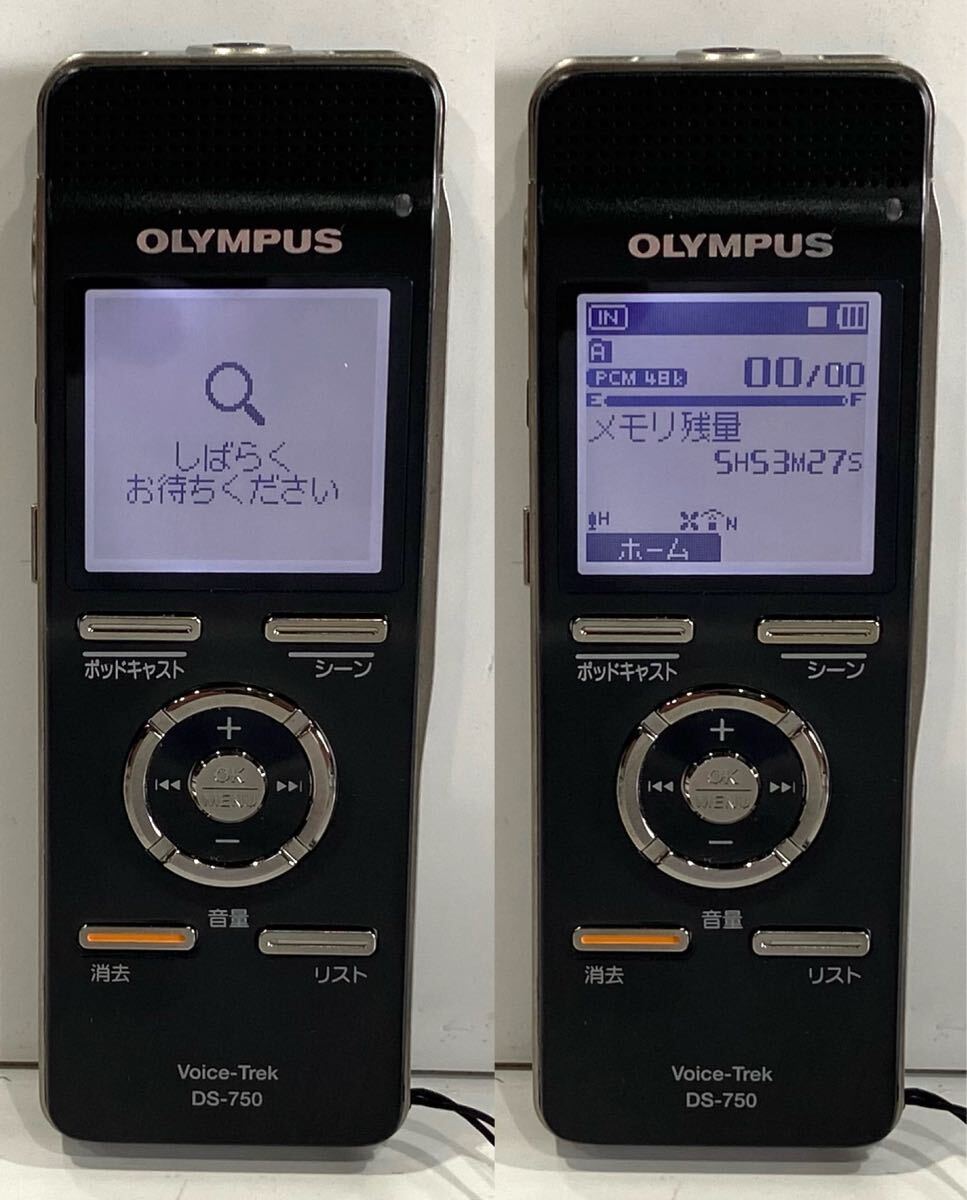 OLYMPUS
しばらく
お待ちください
ポッドキャスト シーン
+
OK
MENU
−
音量
消去 リスト
Voice-Trek
DS-750
OLYMPUS
IN
A
PCM 48k 00/00
E F
メモリ残量
5H53M27S
H N
ホーム
ポッドキャスト シーン
+
OK
MENU
−
音量
消去 リスト
Voice-Trek
DS-750